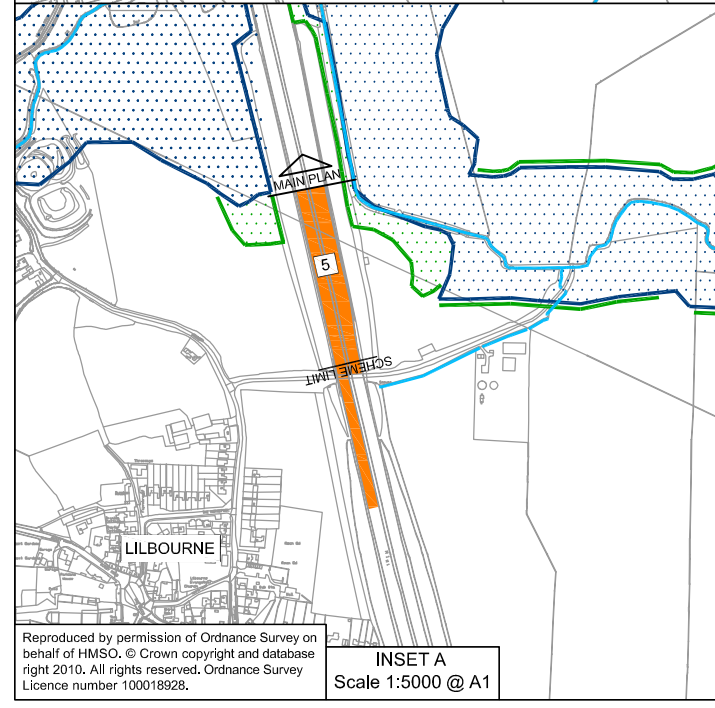 MAIN PLAN
5
SCHEME LIMIT
LILBOURNE
Reproduced by permission of Ordnance Survey on
behalf of HMSO. © Crown copyright and database
right 2010. All rights reserved. Ordnance Survey
Licence number 100018928.
INSET A
Scale 1:5000 @ A1